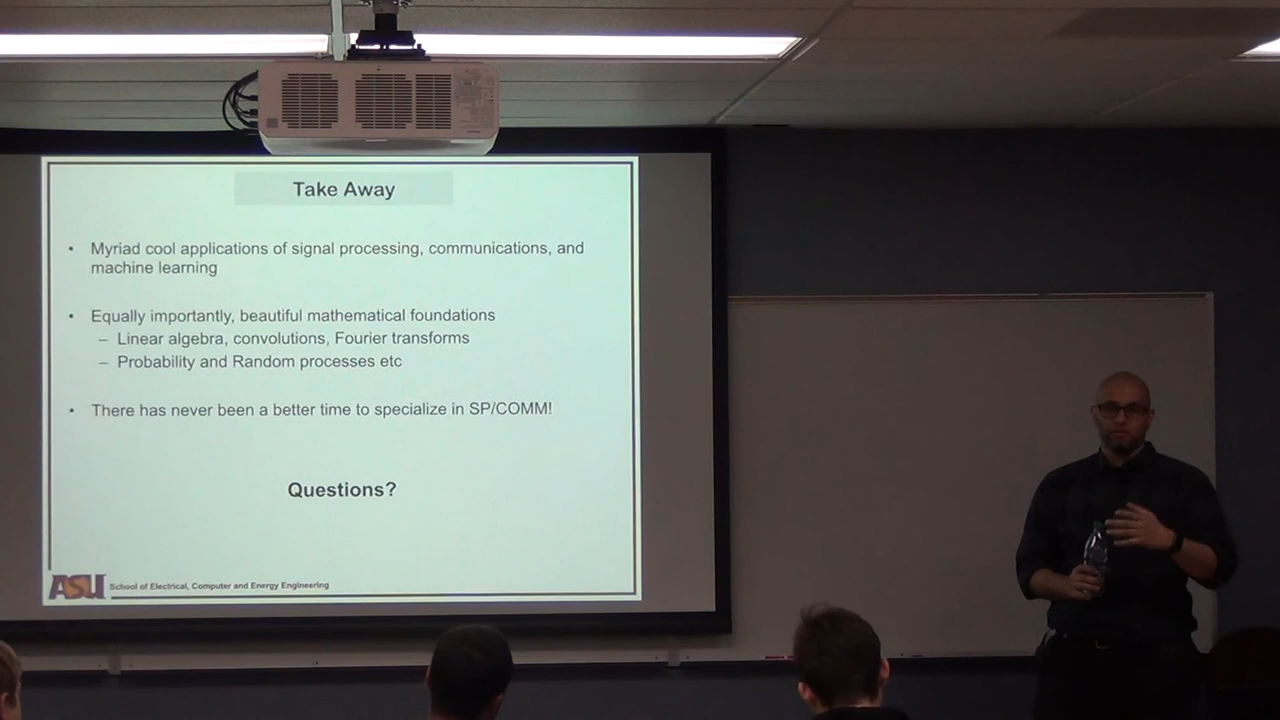 Take Away
• Myriad cool applications of signal processing, communications, and
machine learning
• Equally importantly, beautiful mathematical foundations
– Linear algebra, convolutions, Fourier transforms
– Probability and Random processes etc
• There has never been a better time to specialize in SP/COMM!
Questions?
ASU School of Electrical, Computer and Energy Engineering